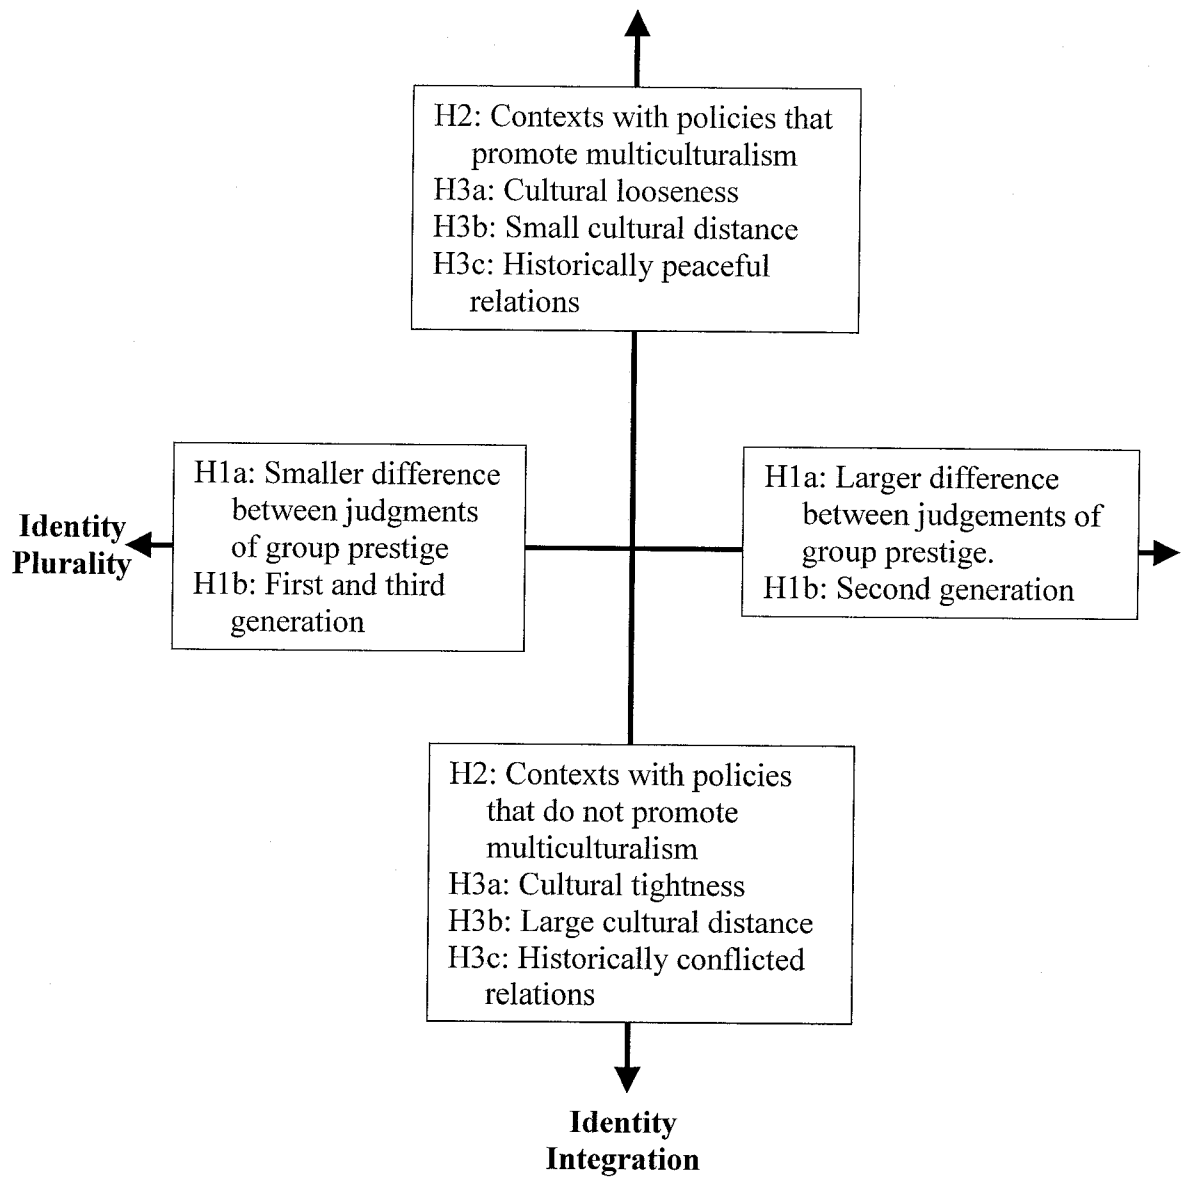 H2: Contexts with policies that
promote multiculturalism
H3a: Cultural looseness
H3b: Small cultural distance
H3c: Historically peaceful
relations
Identity
Plurality
H1a: Smaller difference
between judgments
of group prestige
H1b: First and third
generation
H1a: Larger difference
between judgements of
group prestige.
H1b: Second generation
H2: Contexts with policies
that do not promote
multiculturalism
H3a: Cultural tightness
H3b: Large cultural distance
H3c: Historically conflicted
relations
Identity
Integration